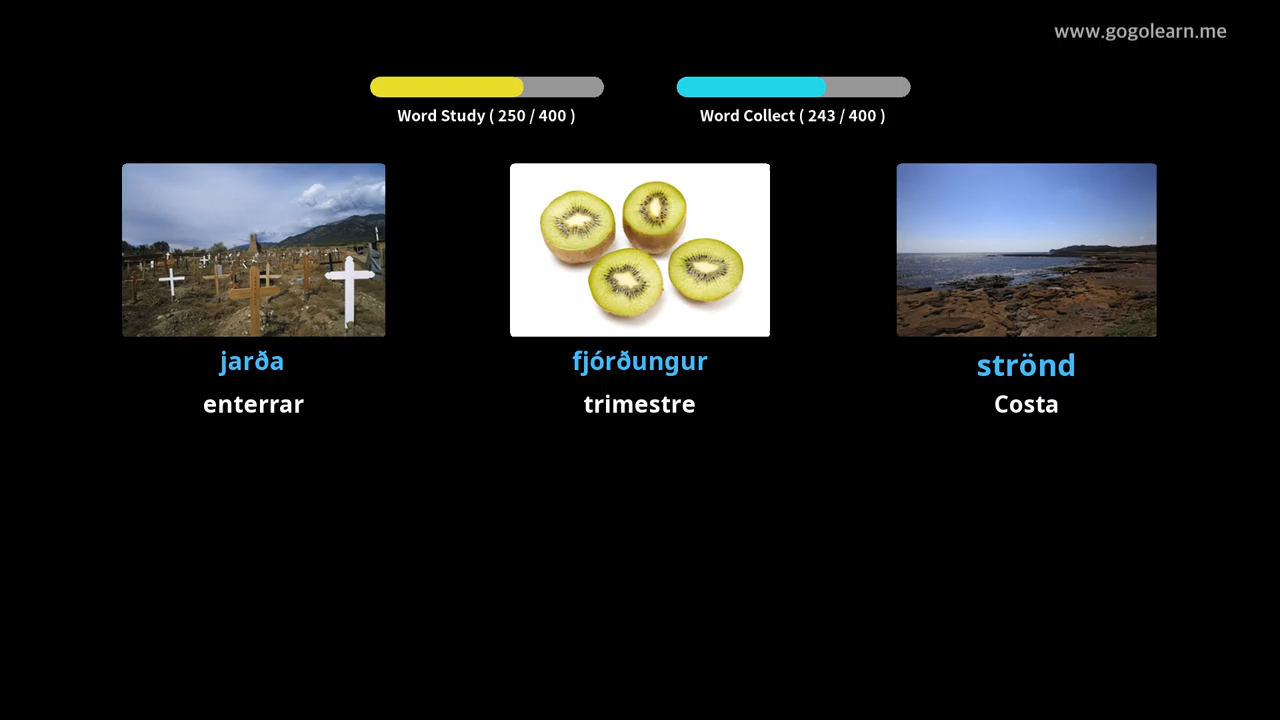 www.gogolearn.me
Word Study ( 250 / 400 )
Word Collect ( 243 / 400 )
jarða
fjórðungur
strönd
enterrar
trimestre
Costa